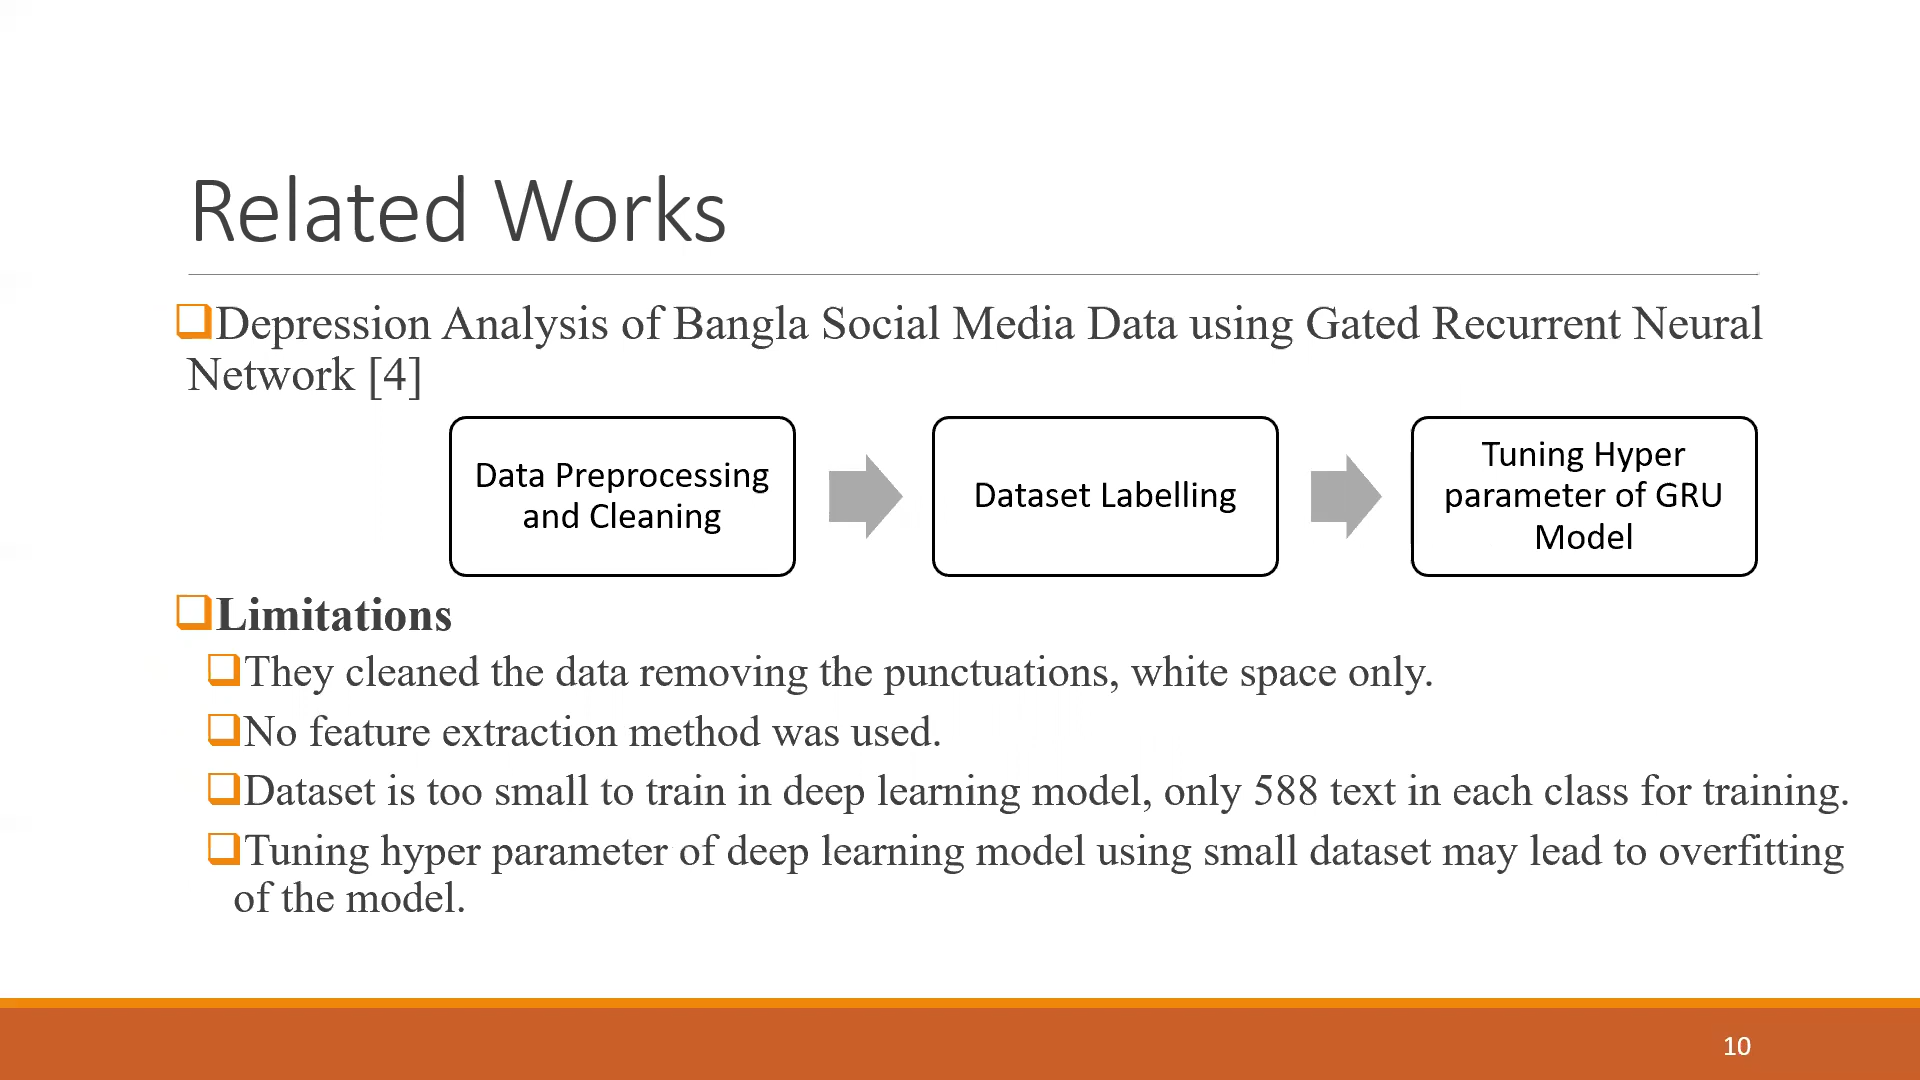 Related Works
Depression Analysis of Bangla Social Media Data using Gated Recurrent Neural
Network [4]
Data Preprocessing
and Cleaning
Dataset Labelling
Tuning Hyper
parameter of GRU
Model
Limitations
They cleaned the data removing the punctuations, white space only.
No feature extraction method was used.
Dataset is too small to train in deep learning model, only 588 text in each class for training.
Tuning hyper parameter of deep learning model using small dataset may lead to overfitting
of the model.
10